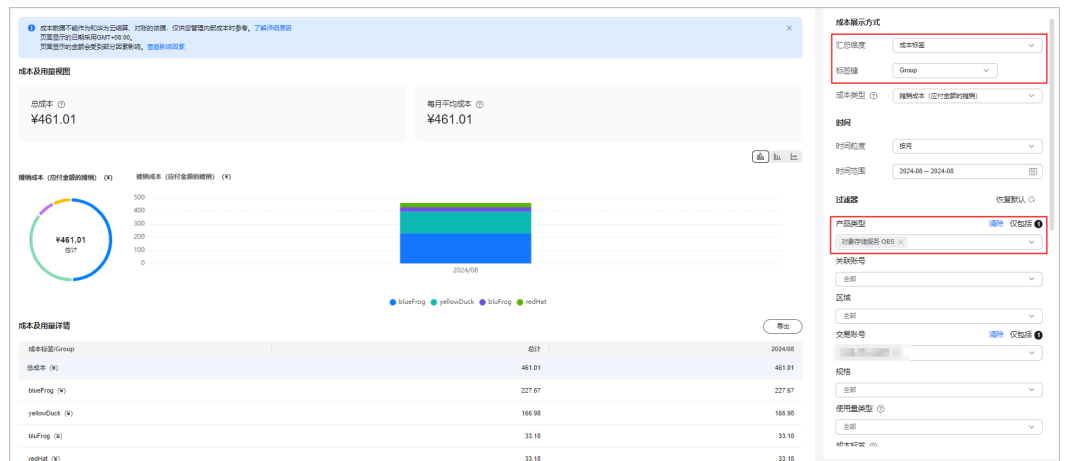 成本数据不能作为和华为云结算、对账的依据，仅供您管理内部成本时参考。了解详细原因
页面显示的日期采用GMT+08:00。
页面显示的金额会受到部分因素影响。查看影响因素
成本及用量视图
总成本
¥461.01
每月平均成本
¥461.01
摊销成本（应付金额的摊销）（¥）
¥461.01
总计
摊销成本（应付金额的摊销）（¥）
500
400
300
200
100
0
2024/08
blueFrog yellowDuck bluFrog redHat
成本及用量详情
导出
成本标签/Group 总计 2024/08
总成本（¥） 461.01 461.01
blueFrog（¥） 227.67 227.67
yellowDuck（¥） 166.98 166.98
bluFrog（¥） 33.18 33.18
redHat（¥） 33.18 33.18
成本展示方式
汇总维度 成本标签
标签键 Group
成本类型 摊销成本（应付金额的摊销）
时间
时间粒度 按月
时间范围 2024-08 – 2024-08
过滤器 恢复默认
产品类型 清除 仅包括 1
对象存储服务 OBS ×
关联账号
全部
区域
全部
交易账号 清除 仅包括 1
规格
全部
使用量类型
全部
成本标签